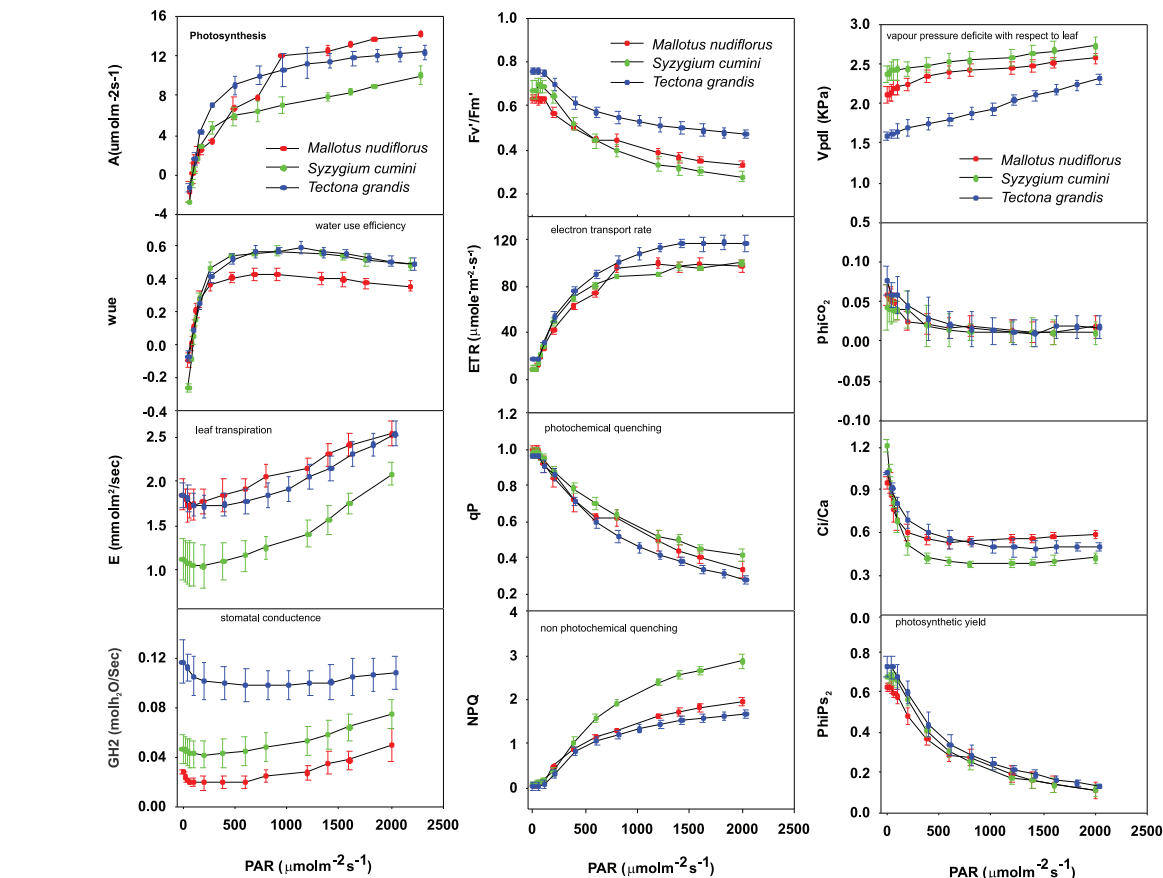 Photosynthesis
A(umolm-2s-1)
16
12
8
4
0
-4
Mallotus nudiflorus
Syzygium cumini
Tectona grandis
water use efficiency
wue
0.6
0.4
0.2
0.0
-0.2
-0.4
leaf transpiration
E (mmolm²/sec)
2.5
2.0
1.5
1.0
stomatal conductence
GH2 (molh₂O/Sec)
0.12
0.08
0.04
0.00
0 500 1000 1500 2000 2500
PAR (μmolm⁻²s⁻¹)
Fv'/Fm'
1.0
0.8
0.6
0.4
0.2
Mallotus nudiflorus
Syzygium cumini
Tectona grandis
electron transport rate
ETR (μmole⁻m⁻²-s⁻¹)
120
80
40
0
photochemical quenching
qP
1.2
1.0
0.8
0.6
0.4
0.2
non photochemical quenching
NPQ
4
3
2
1
0
0 500 1000 1500 2000 2500
PAR (μmolm⁻²s⁻¹)
vapour pressure deficite with respect to leaf
Vpdl (KPa)
3.0
2.5
2.0
1.5
0.5
Mallotus nudiflorus
Syzygium cumini
Tectona grandis
phico₂
0.10
0.05
0.00
-0.05
-0.10
Ci/Ca
1.2
0.9
0.6
0.3
0.0
photosynthetic yield
PhiPs₂
0.8
0.6
0.4
0.2
0.0
0 500 1000 1500 2000 2500
PAR (μmolm⁻²s⁻¹)